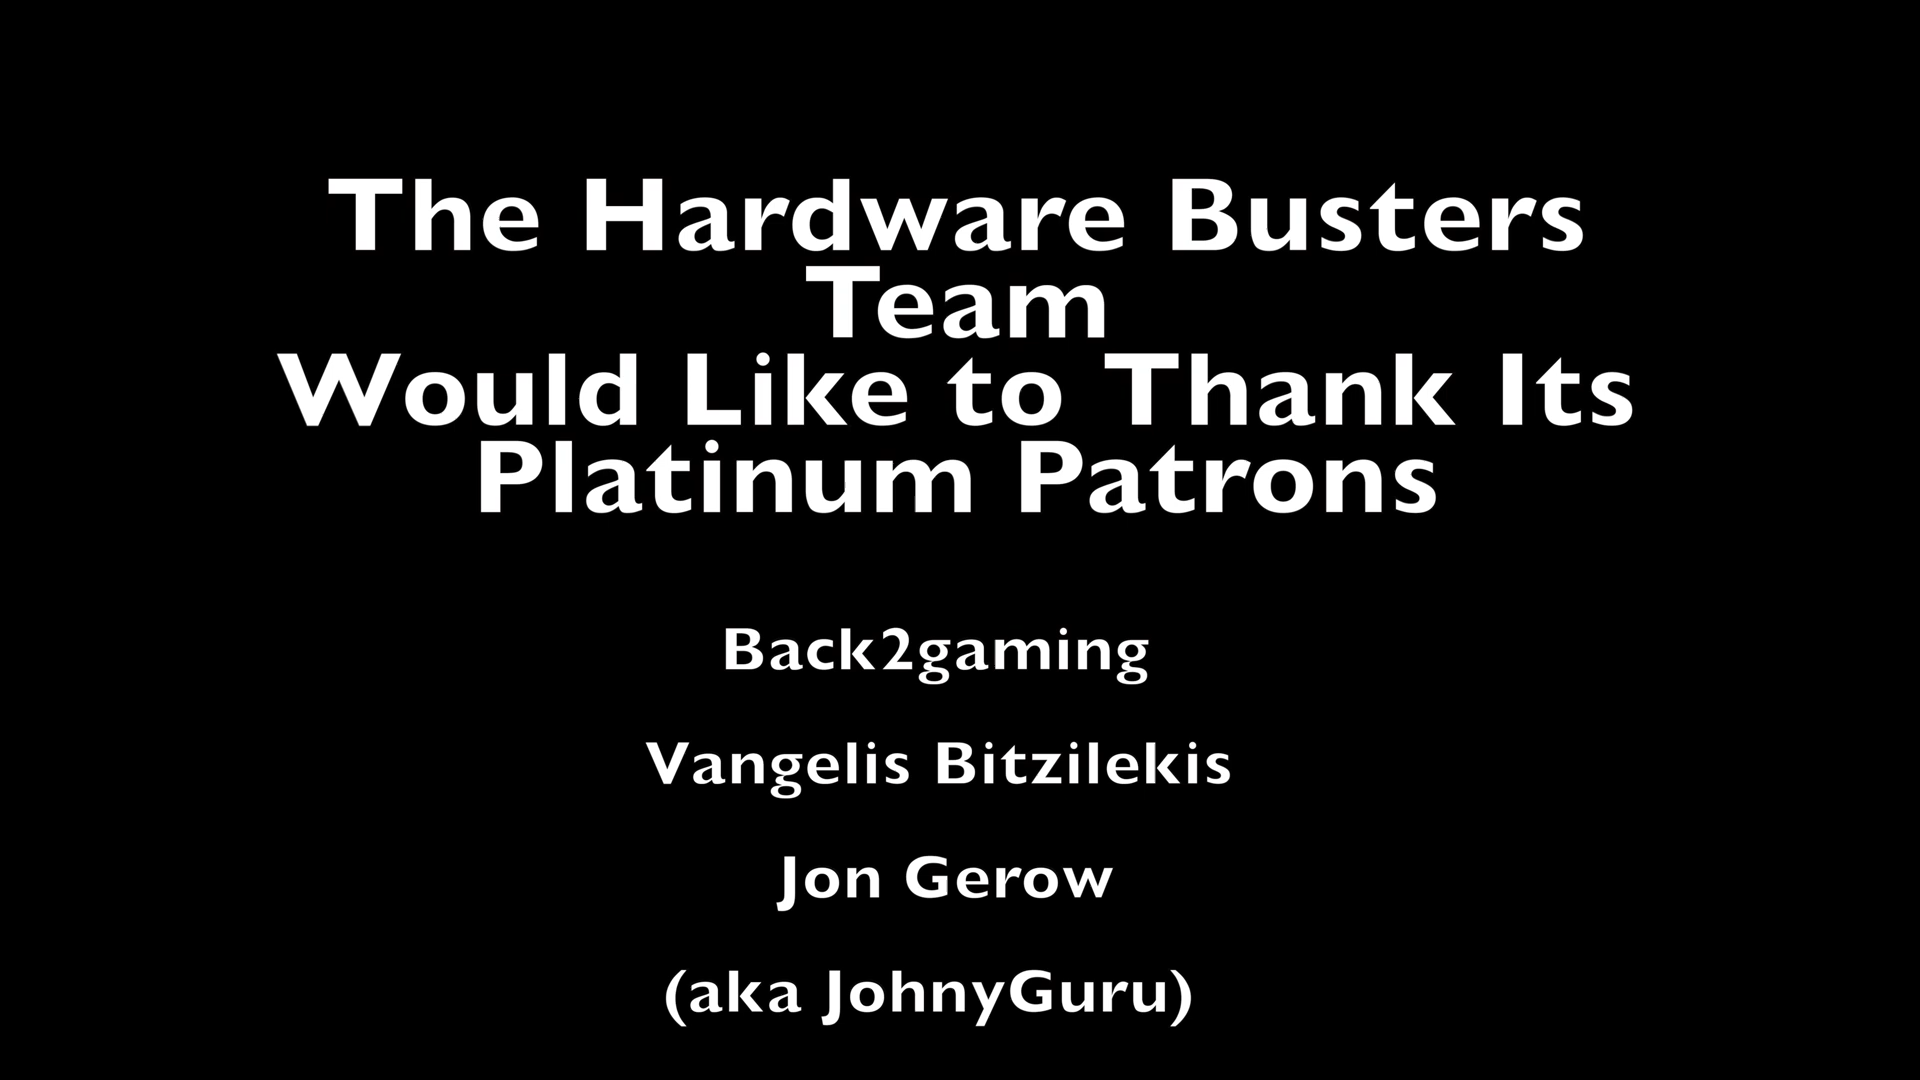 The Hardware Busters
Team
Would Like to Thank Its
Platinum Patrons
Back2gaming
Vangelis Bitzilekis
Jon Gerow
(aka JohnyGuru)